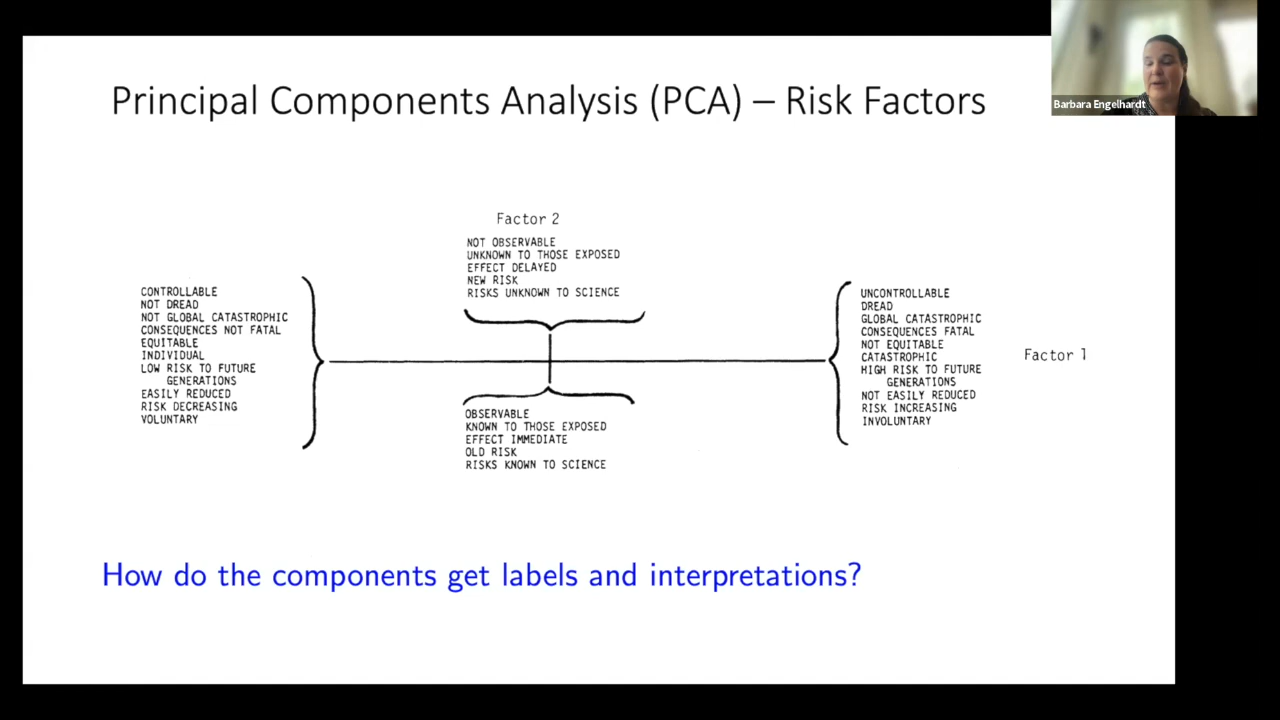 Barbara Engelhardt
Principal Components Analysis (PCA) – Risk Factors
Factor 2
NOT OBSERVABLE
UNKNOWN TO THOSE EXPOSED
EFFECT DELAYED
NEW RISK
RISKS UNKNOWN TO SCIENCE
CONTROLLABLE
NOT DREAD
NOT GLOBAL CATASTROPHIC
CONSEQUENCES NOT FATAL
EQUITABLE
INDIVIDUAL
LOW RISK TO FUTURE
GENERATIONS
EASILY REDUCED
RISK DECREASING
VOLUNTARY
UNCONTROLLABLE
DREAD
GLOBAL CATASTROPHIC
CONSEQUENCES FATAL
NOT EQUITABLE
CATASTROPHIC
HIGH RISK TO FUTURE
GENERATIONS
NOT EASILY REDUCED
RISK INCREASING
INVOLUNTARY
Factor 1
OBSERVABLE
KNOWN TO THOSE EXPOSED
EFFECT IMMEDIATE
OLD RISK
RISKS KNOWN TO SCIENCE
How do the components get labels and interpretations?